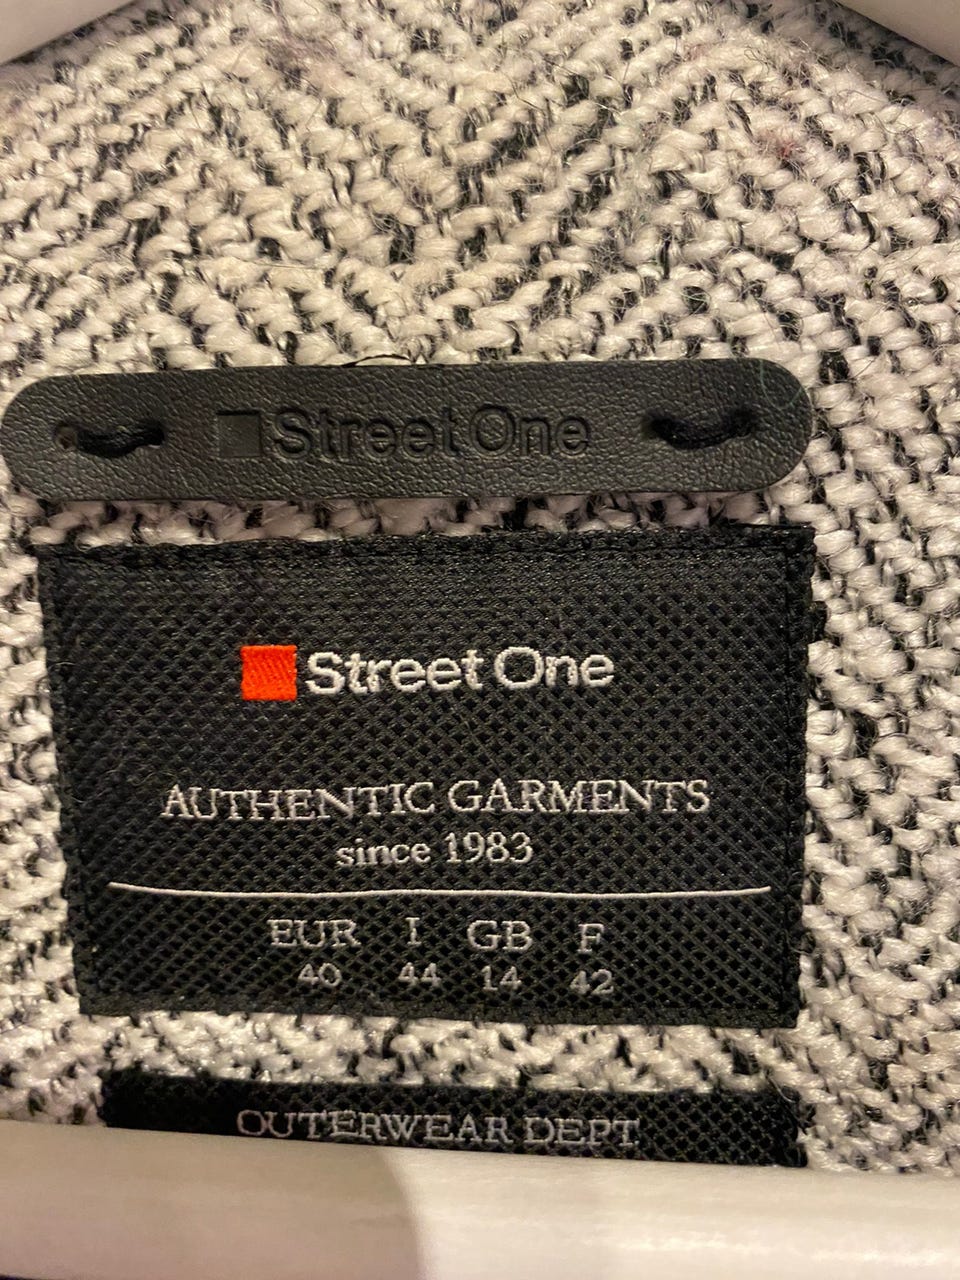 Street One
Street One
AUTHENTIC GARMENTS
since 1983
EUR I GB F
40 44 14 42
OUTERWEAR DEPT.